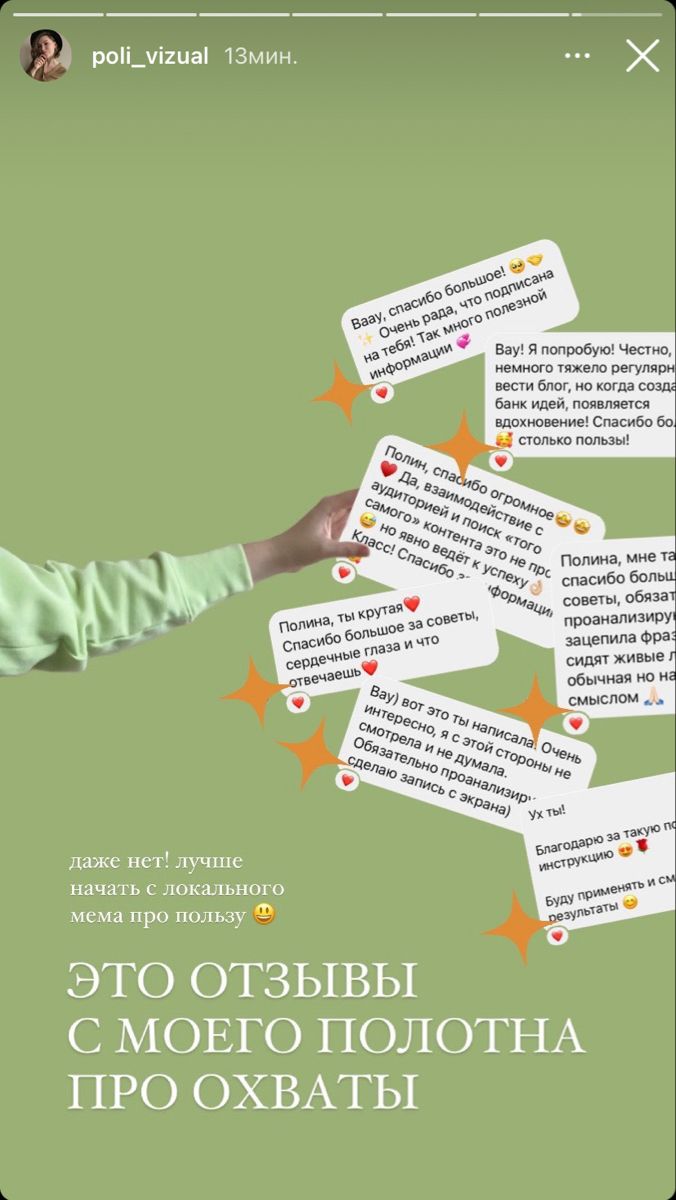 poli_vizual 13мин.
Ваау, спасибо большое! 🥺🤝
✨ Очень рада, что подписана
на тебя! Так много полезной
информации 💞
Вау! Я попробую! Честно,
немного тяжело регулярн
вести блог, но когда созда
банк идей, появляется
вдохновение! Спасибо бо
🥰 столько пользы!
Полин, спасибо огромное🤩🤩
❤️ Да, взаимодействие с
аудиторией и поиск «того
самого» контента это не про
😅 но явно ведёт к успеху👌🏻
Класс! Спасибо за информаци
Полина, мне та
спасибо больш
советы, обязат
проанализирую
зацепила фраз
сидят живые л
обычная но на
смыслом 🙏🏻
Полина, ты крутая❤️
Спасибо большое за советы,
сердечные глаза и что
отвечаешь❤️
Вау) вот это ты написала! Очень
интересно, я с этой стороны не
смотрела и не думала.
Обязательно проанализиру
сделаю запись с экрана)
Ух ты!
Благодарю за такую по
инструкцию 😍🌹
Буду применять и см
результаты 😊
даже нет! лучше
начать с локального
мема про пользу 😃
ЭТО ОТЗЫВЫ
С МОЕГО ПОЛОТНА
ПРО ОХВАТЫ